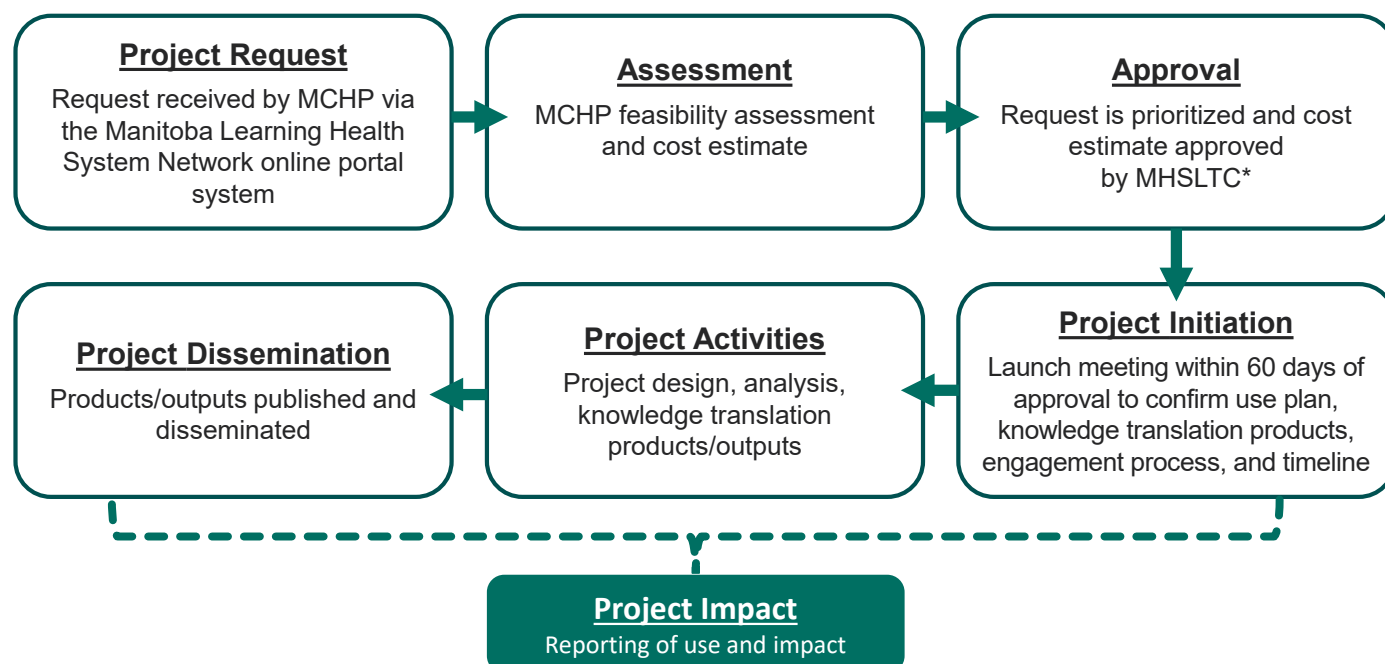 Project Request
Request received by MCHP via
the Manitoba Learning Health
System Network online portal
system
Assessment
MCHP feasibility assessment
and cost estimate
Approval
Request is prioritized and cost
estimate approved
by MHSLTC*
Project Initiation
Launch meeting within 60 days of
approval to confirm use plan,
knowledge translation products,
engagement process, and timeline
Project Activities
Project design, analysis,
knowledge translation
products/outputs
Project Dissemination
Products/outputs published and
disseminated
Project Impact
Reporting of use and impact